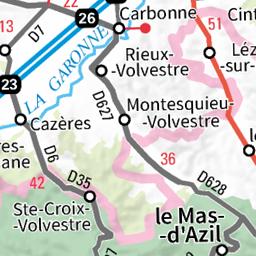 26
Carbonne
Cint
13
D7
51
Rieux-
-Volvestre
Léz
-sur-
23
LA GARONNE
D627
Montesquieu-
-Volvestre
Cazères
D6
36
42
D35
D628
Ste-Croix-
-Volvestre
le Mas-
-d'Azil